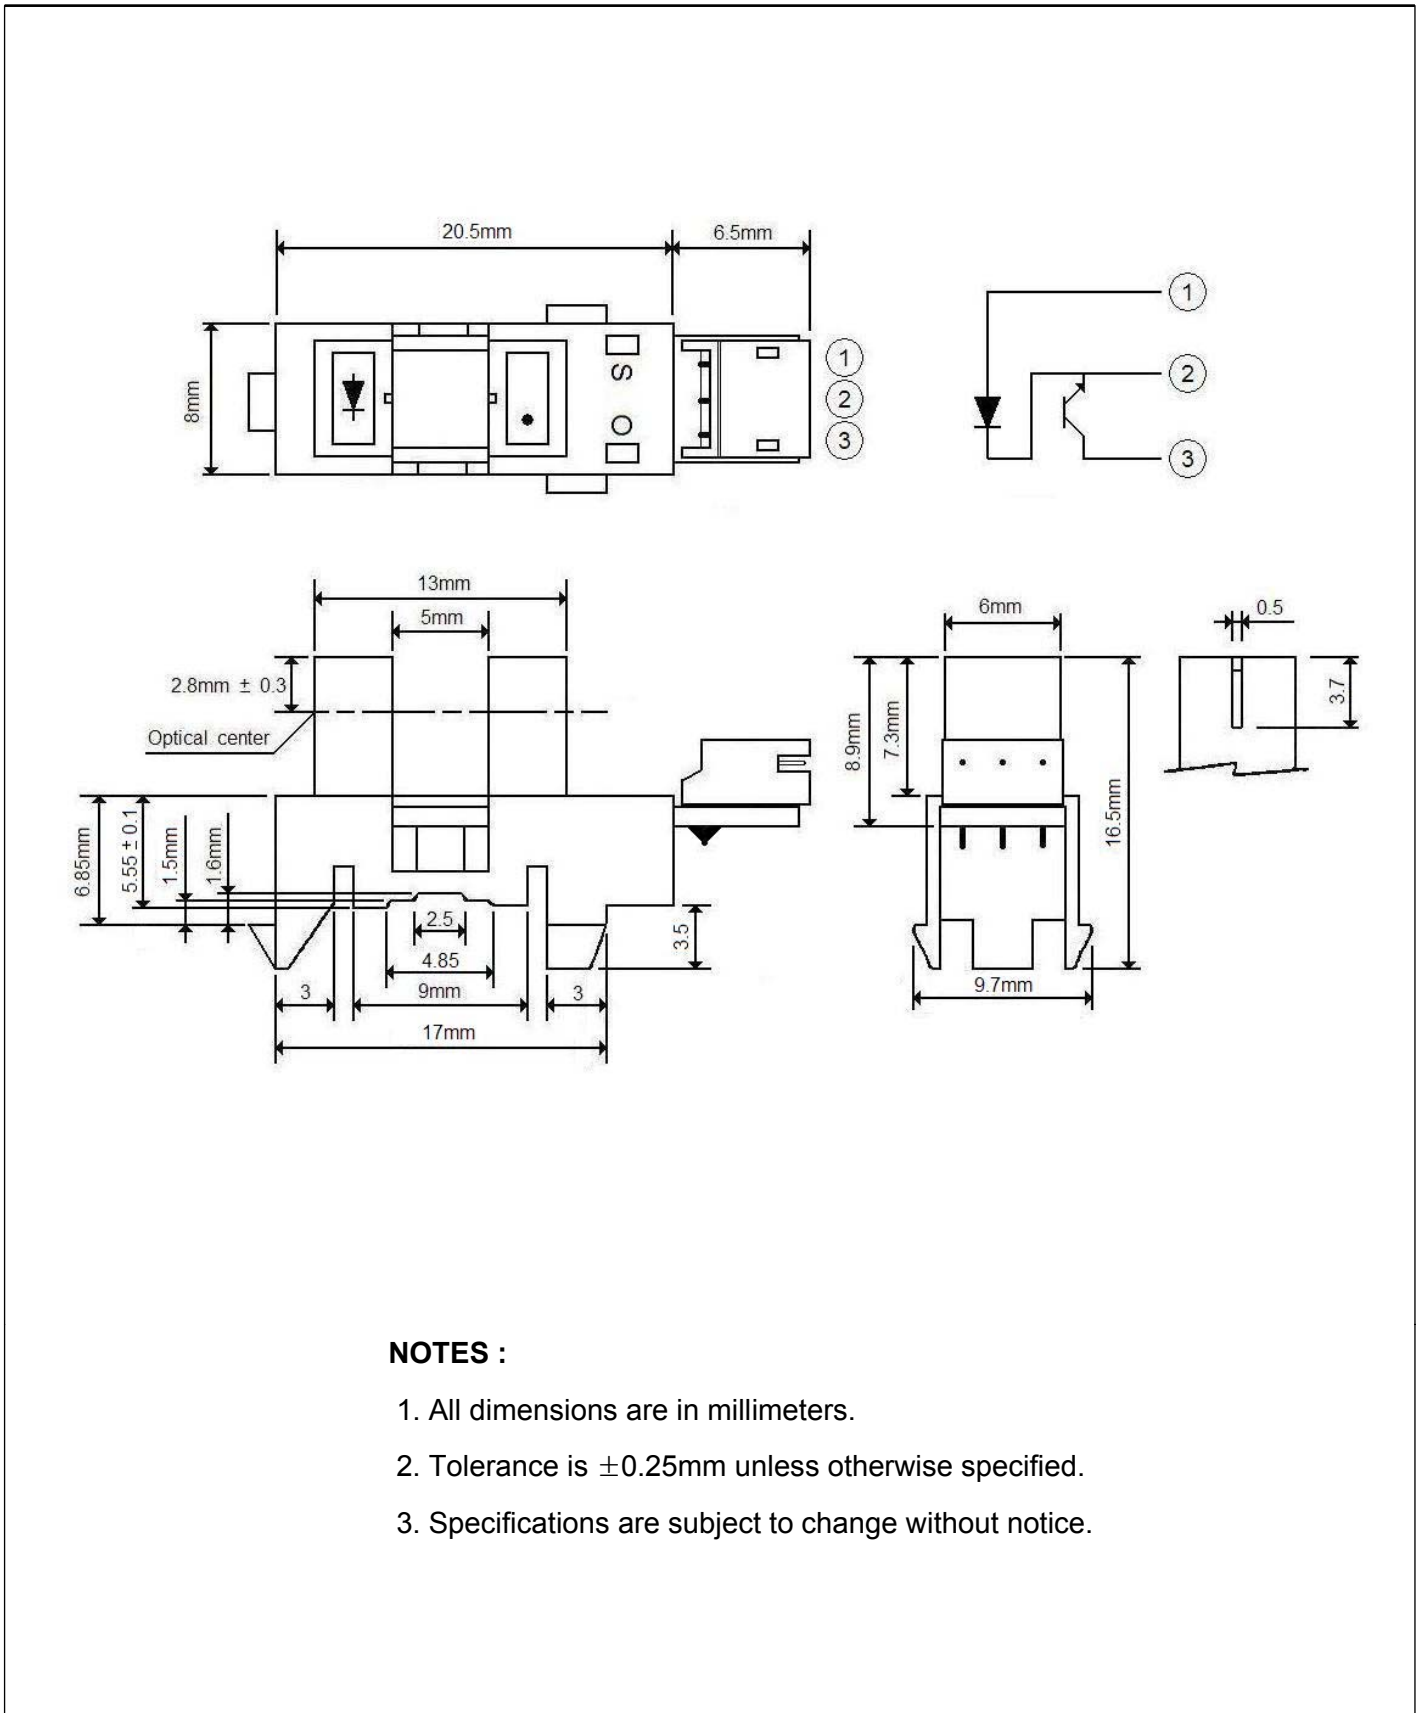 20.5mm
6.5mm
8mm
S
O
1
2
3
1
2
3
13mm
5mm
2.8mm ± 0.3
Optical center
6.85mm
5.55 ± 0.1
1.5mm
1.6mm
2.5
4.85
3
9mm
3
17mm
3.5
6mm
8.9mm
7.3mm
16.5mm
9.7mm
0.5
3.7
NOTES :
1. All dimensions are in millimeters.
2. Tolerance is ±0.25mm unless otherwise specified.
3. Specifications are subject to change without notice.